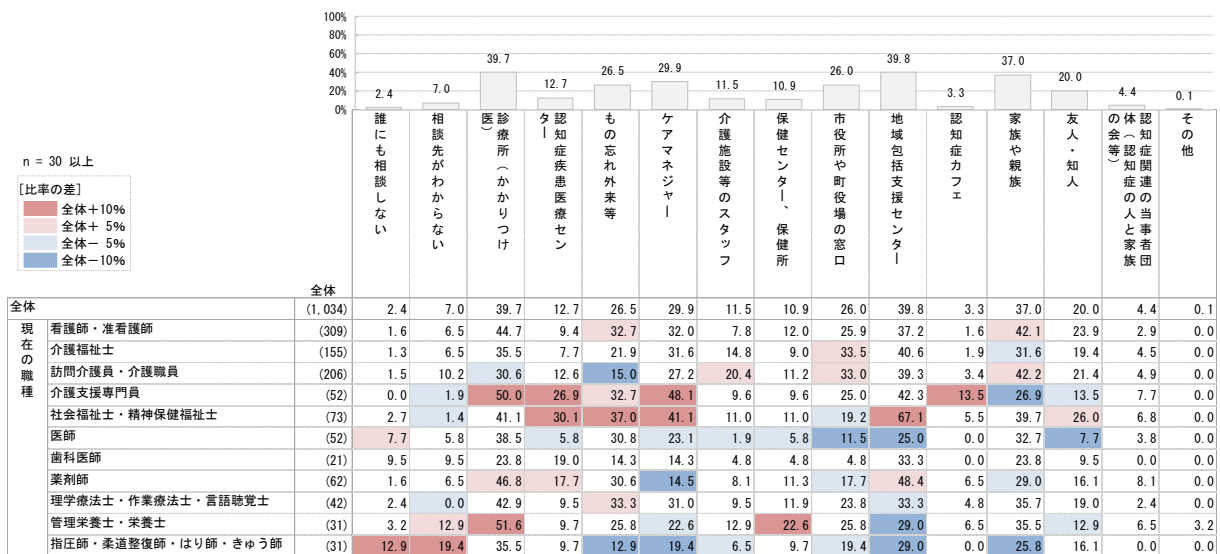 100%
80%
60%
40%
20%
0%
2.4 7.0 39.7 12.7 26.5 29.9 11.5 10.9 26.0 39.8 3.3 37.0 20.0 4.4 0.1
誰にも相談しない
相談先がわからない
診療所（かかりつけ
医）
認知症疾患医療セン
ター
もの忘れ外来等
ケアマネジャー
介護施設等のスタッフ
保健センター、保健所
市役所や町役場の窓口
地域包括支援センター
認知症カフェ
家族や親族
友人・知人
認知症関連の当事者団
体（認知症の人と家族
の会等）
その他
n = 30 以上
[比率の差]
全体＋10%
全体＋ 5%
全体－ 5%
全体－10%
全体
全体 (1,034) 2.4 7.0 39.7 12.7 26.5 29.9 11.5 10.9 26.0 39.8 3.3 37.0 20.0 4.4 0.1
現在の職種
看護師・准看護師 (309) 1.6 6.5 44.7 9.4 32.7 32.0 7.8 12.0 25.9 37.2 1.6 42.1 23.9 2.9 0.0
介護福祉士 (155) 1.3 6.5 35.5 7.7 21.9 31.6 14.8 9.0 33.5 40.6 1.9 31.6 19.4 4.5 0.0
訪問介護員・介護職員 (206) 1.5 10.2 30.6 12.6 15.0 27.2 20.4 11.2 33.0 39.3 3.4 42.2 21.4 4.9 0.0
介護支援専門員 (52) 0.0 1.9 50.0 26.9 32.7 48.1 9.6 9.6 25.0 42.3 13.5 26.9 13.5 7.7 0.0
社会福祉士・精神保健福祉士 (73) 2.7 1.4 41.1 30.1 37.0 41.1 11.0 11.0 19.2 67.1 5.5 39.7 26.0 6.8 0.0
医師 (52) 7.7 5.8 38.5 5.8 30.8 23.1 1.9 5.8 11.5 25.0 0.0 32.7 7.7 3.8 0.0
歯科医師 (21) 9.5 9.5 23.8 19.0 14.3 14.3 4.8 4.8 4.8 33.3 0.0 23.8 9.5 0.0 0.0
薬剤師 (62) 1.6 6.5 46.8 17.7 30.6 14.5 8.1 11.3 17.7 48.4 6.5 29.0 16.1 8.1 0.0
理学療法士・作業療法士・言語聴覚士 (42) 2.4 0.0 42.9 9.5 33.3 31.0 9.5 11.9 23.8 33.3 4.8 35.7 19.0 2.4 0.0
管理栄養士・栄養士 (31) 3.2 12.9 51.6 9.7 25.8 22.6 12.9 22.6 25.8 29.0 6.5 35.5 12.9 6.5 3.2
指圧師・柔道整復師・はり師・きゅう師 (31) 12.9 19.4 35.5 9.7 12.9 19.4 6.5 9.7 19.4 29.0 0.0 25.8 16.1 0.0 0.0